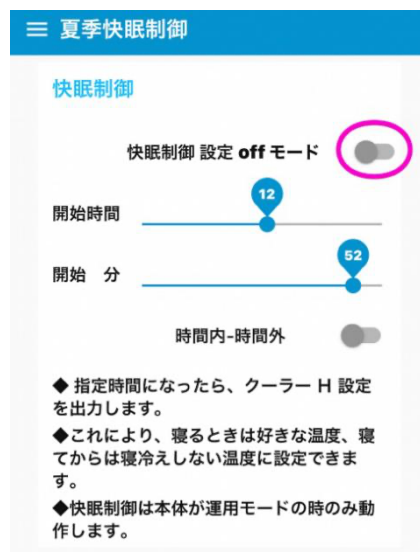 夏季快眠制御
快眠制御
快眠制御 設定 off モード
12
開始時間
52
開始 分
時間内-時間外
◆ 指定時間になったら、クーラー H 設定
を出力します。
◆これにより、寝るときは好きな温度、寝
てからは寝冷えしない温度に設定できま
す。
◆快眠制御は本体が運用モードの時のみ動
作します。